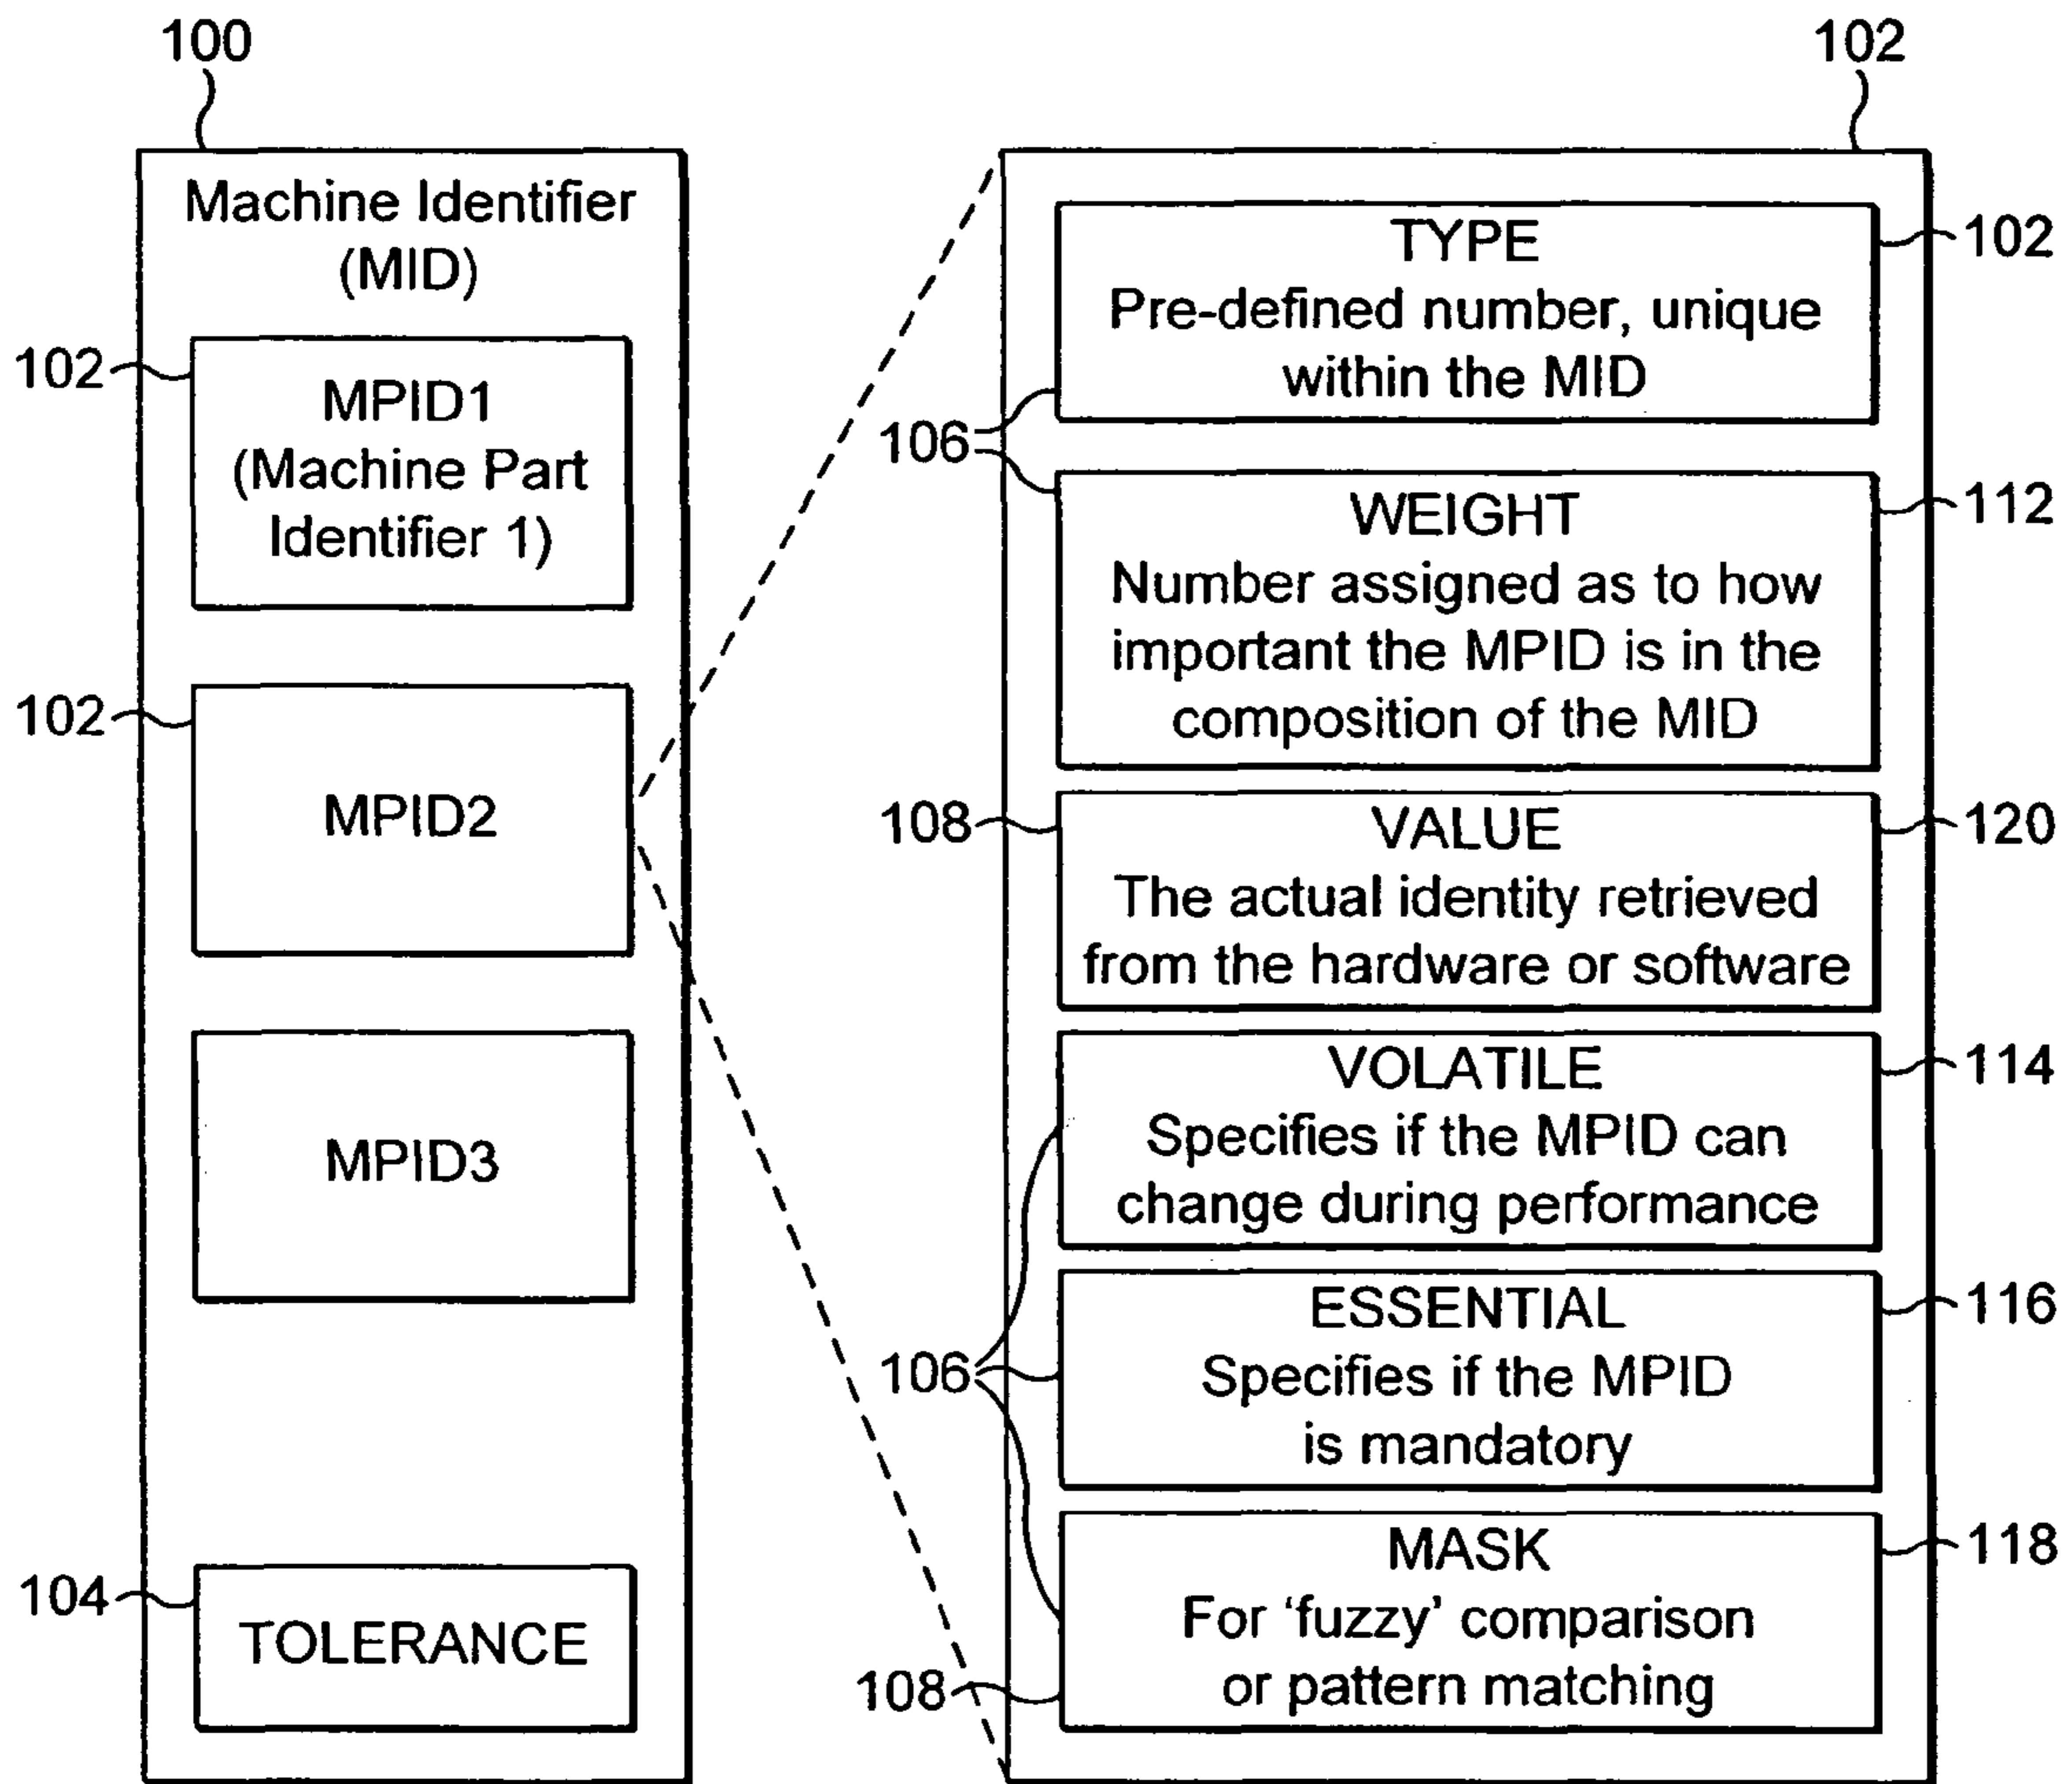 100
102
Machine Identifier
(MID)
102
MPID1
(Machine Part
Identifier 1)
102
MPID2
MPID3
104
TOLERANCE
TYPE
102
Pre-defined number, unique
within the MID
106
WEIGHT
112
Number assigned as to how
important the MPID is in the
composition of the MID
108
VALUE
120
The actual identity retrieved
from the hardware or software
VOLATILE
114
Specifies if the MPID can
change during performance
ESSENTIAL
116
106
Specifies if the MPID
is mandatory
MASK
118
For ‘fuzzy’ comparison
108
or pattern matching